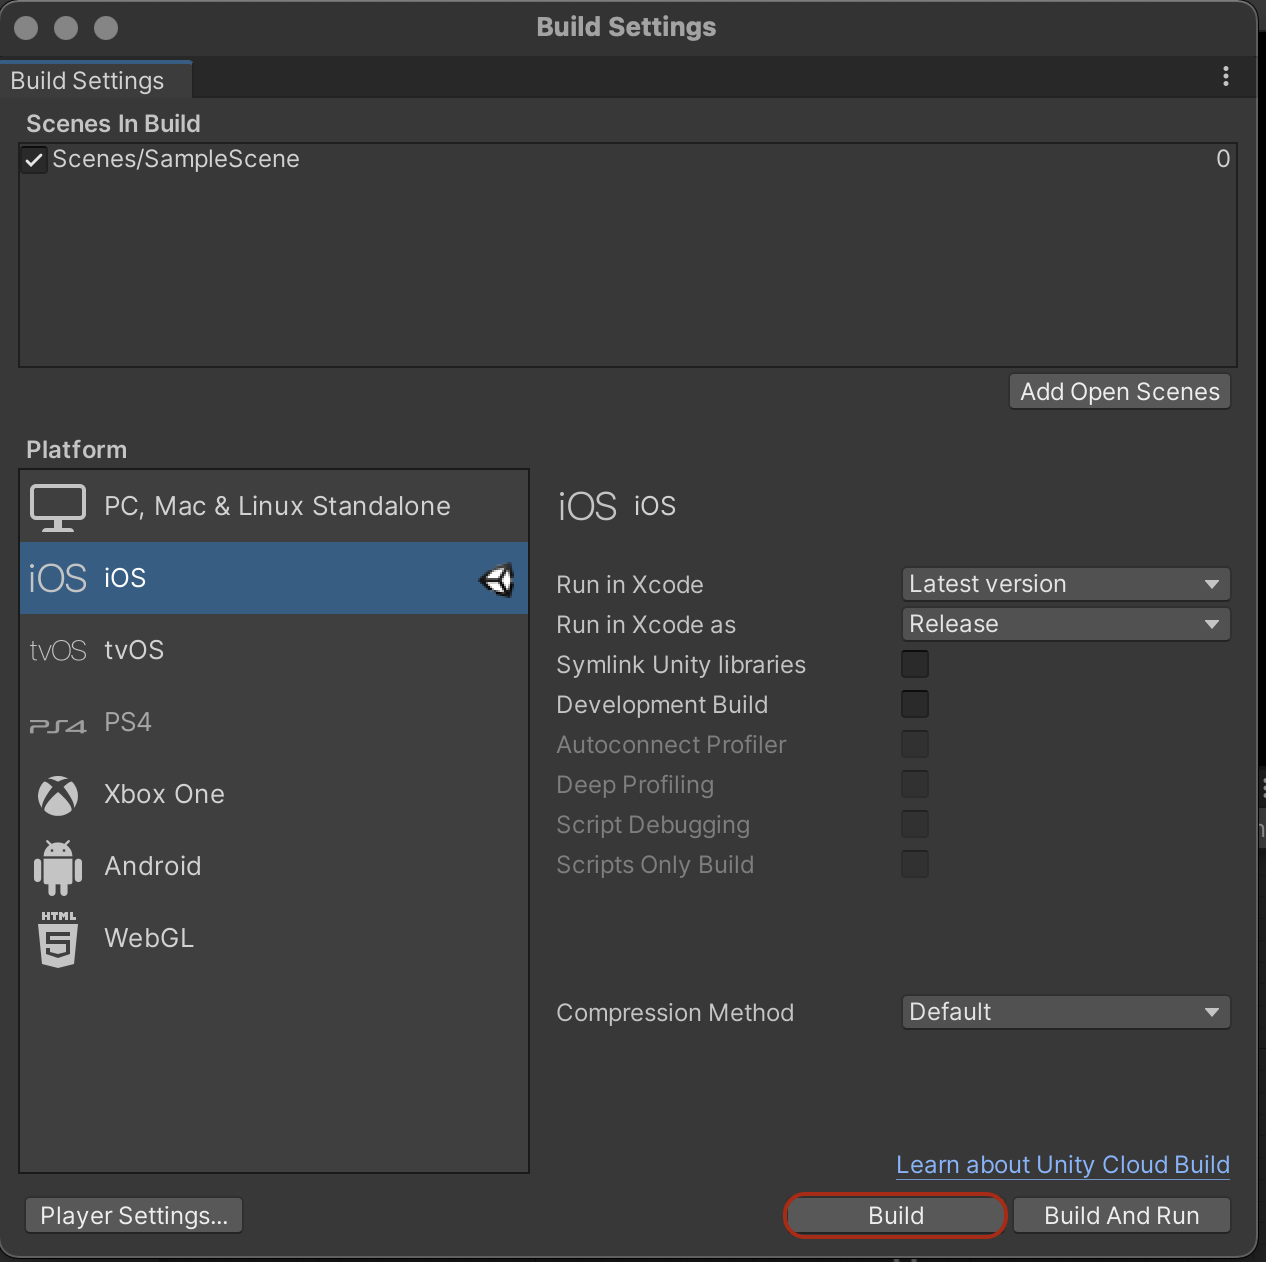 Build Settings
Build Settings
Scenes In Build
Scenes/SampleScene 0
Add Open Scenes
Platform
PC, Mac & Linux Standalone
iOS iOS
tvOS tvOS
PS4 PS4
Xbox One
Android
HTML 5 WebGL
iOS iOS
Run in Xcode Latest version
Run in Xcode as Release
Symlink Unity libraries
Development Build
Autoconnect Profiler
Deep Profiling
Script Debugging
Scripts Only Build
Compression Method Default
Learn about Unity Cloud Build
Player Settings... Build Build And Run